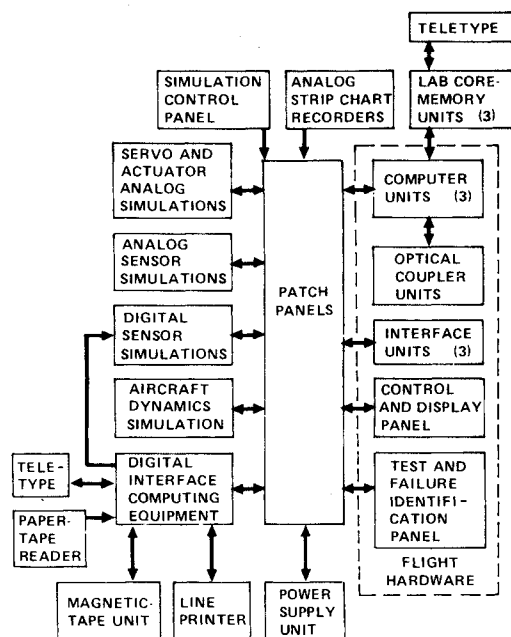 TELETYPE
SIMULATION
CONTROL
PANEL
ANALOG
STRIP CHART
RECORDERS
LAB CORE-
MEMORY
UNITS (3)
SERVO AND
ACTUATOR
ANALOG
SIMULATIONS
COMPUTER
UNITS (3)
ANALOG
SENSOR
SIMULATIONS
OPTICAL
COUPLER
UNITS
PATCH
PANELS
DIGITAL
SENSOR
SIMULATIONS
INTERFACE
UNITS (3)
AIRCRAFT
DYNAMICS
SIMULATION
CONTROL
AND DISPLAY
PANEL
TELE-
TYPE
DIGITAL
INTERFACE
COMPUTING
EQUIPMENT
TEST AND
FAILURE
IDENTIFI-
CATION
PANEL
PAPER-
TAPE
READER
FLIGHT
HARDWARE
MAGNETIC-
TAPE UNIT
LINE
PRINTER
POWER
SUPPLY
UNIT